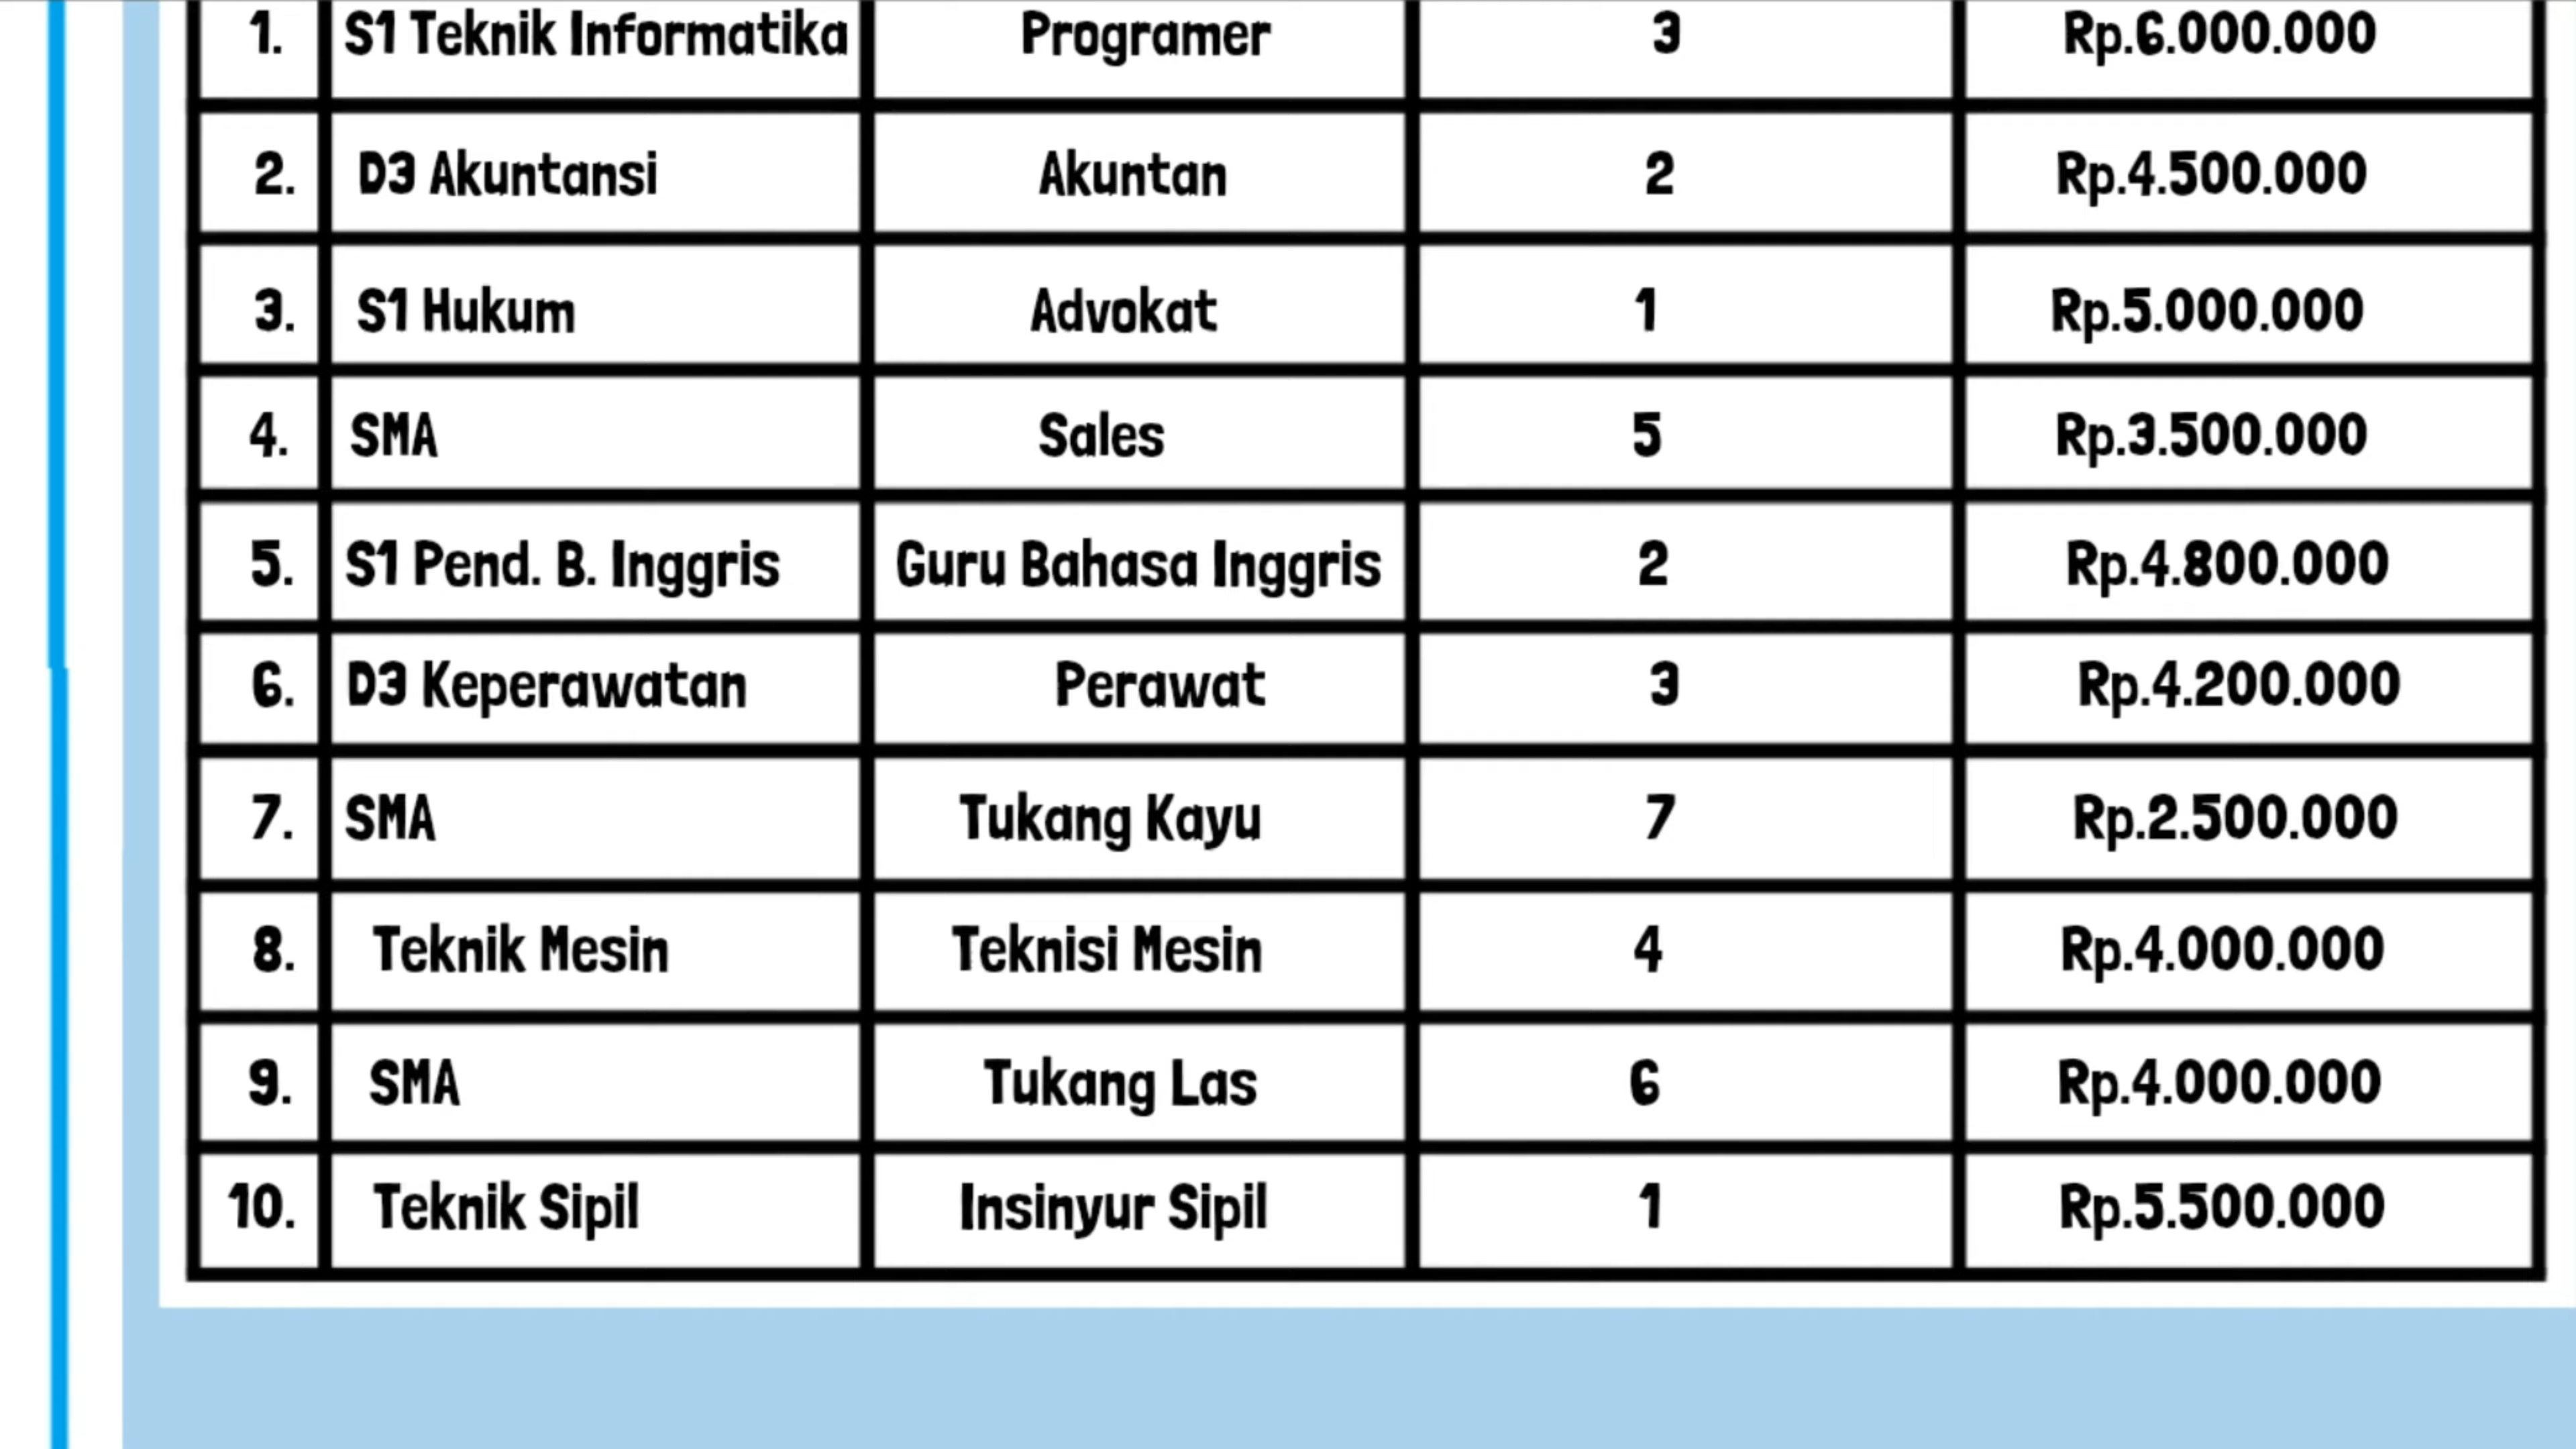 1. S1 Teknik Informatika Programer 3 Rp.6.000.000
2. D3 Akuntansi Akuntan 2 Rp.4.500.000
3. S1 Hukum Advokat 1 Rp.5.000.000
4. SMA Sales 5 Rp.3.500.000
5. S1 Pend. B. Inggris Guru Bahasa Inggris 2 Rp.4.800.000
6. D3 Keperawatan Perawat 3 Rp.4.200.000
7. SMA Tukang Kayu 7 Rp.2.500.000
8. Teknik Mesin Teknisi Mesin 4 Rp.4.000.000
9. SMA Tukang Las 6 Rp.4.000.000
10. Teknik Sipil Insinyur Sipil 1 Rp.5.500.000